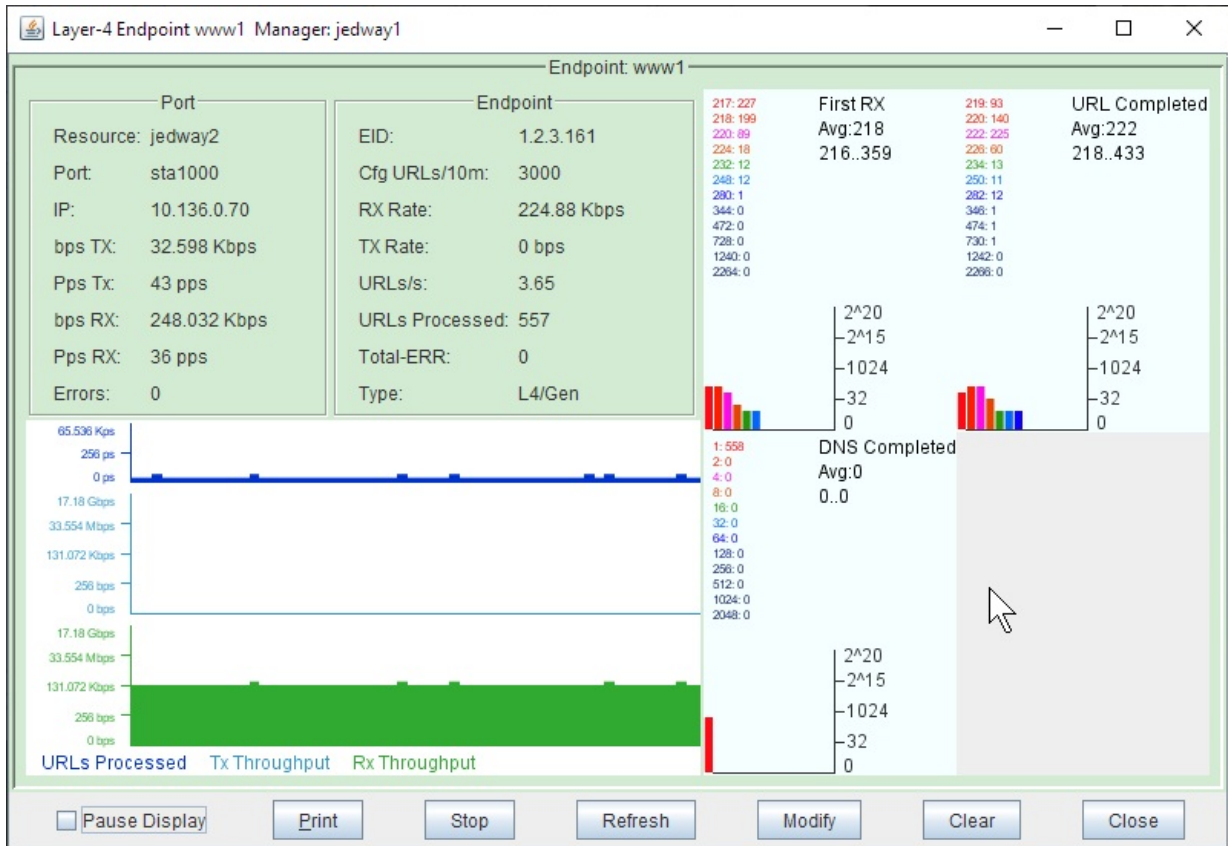 Layer-4 Endpoint www1 Manager: jedway1
Endpoint: www1
Port
Resource: jedway2
Port: sta1000
IP: 10.136.0.70
bps TX: 32.598 Kbps
Pps Tx: 43 pps
bps RX: 248.032 Kbps
Pps RX: 36 pps
Errors: 0
Endpoint
EID: 1.2.3.161
Cfg URLs/10m: 3000
RX Rate: 224.88 Kbps
TX Rate: 0 bps
URLs/s: 3.65
URLs Processed: 557
Total-ERR: 0
Type: L4/Gen
217: 227
218: 199
220: 89
224: 18
232: 12
248: 12
280: 1
344: 0
472: 0
728: 0
1240: 0
2264: 0
First RX
Avg:218
216..359
2^20
2^15
1024
32
0
219: 93
220: 140
222: 225
226: 60
234: 13
250: 11
282: 12
346: 1
474: 1
730: 1
1242: 0
2266: 0
URL Completed
Avg:222
218..433
2^20
2^15
1024
32
0
65.536 Kps
256 ps
0 ps
17.18 Gbps
33.554 Mbps
131.072 Kbps
256 bps
0 bps
17.18 Gbps
33.554 Mbps
131.072 Kbps
256 bps
0 bps
URLs Processed Tx Throughput Rx Throughput
1: 558
2: 0
4: 0
8: 0
16: 0
32: 0
64: 0
128: 0
256: 0
512: 0
1024: 0
2048: 0
DNS Completed
Avg:0
0..0
2^20
2^15
1024
32
0
Pause Display Print Stop Refresh Modify Clear Close